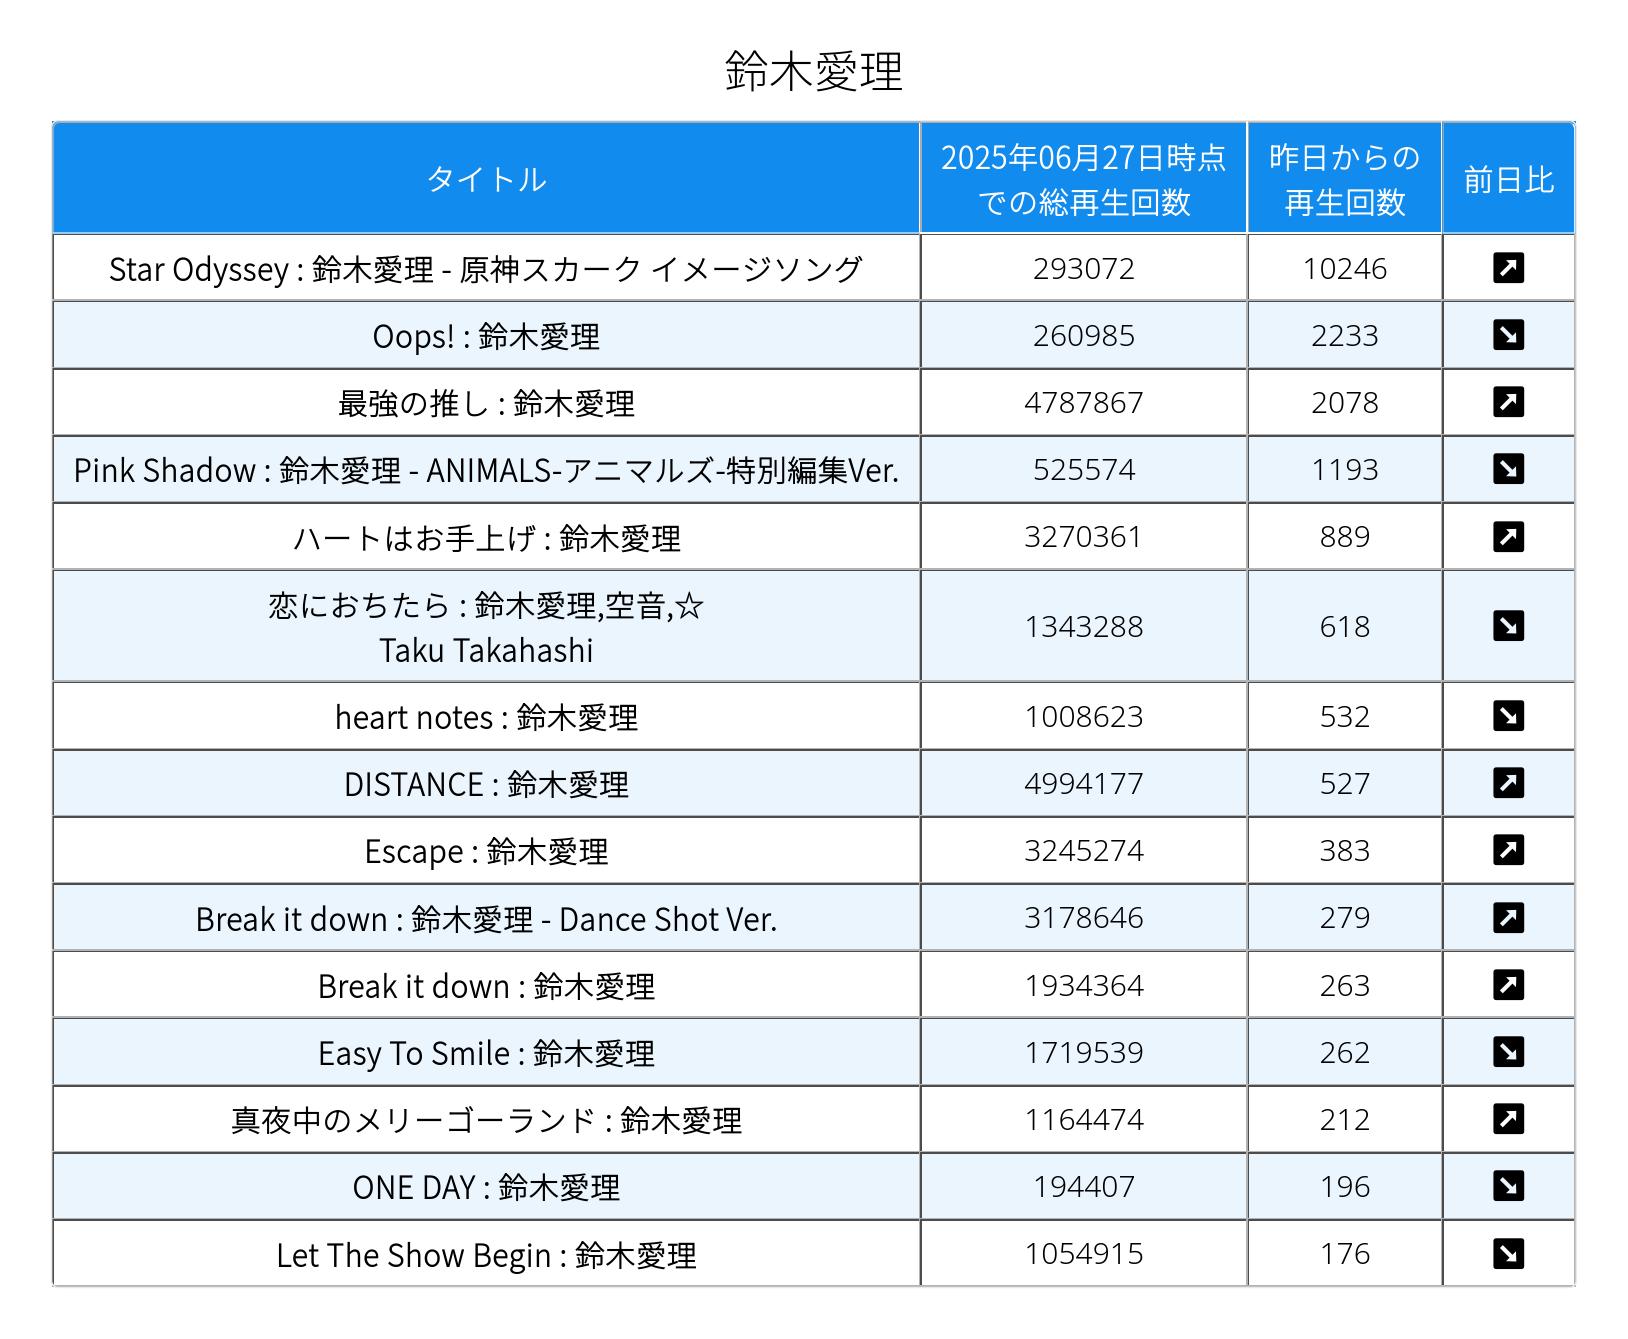 鈴木愛理
タイトル
2025年06月27日時点
での総再生回数
昨日からの
再生回数
前日比
Star Odyssey : 鈴木愛理 - 原神スカーク イメージソング 293072 10246
Oops! : 鈴木愛理 260985 2233
最強の推し : 鈴木愛理 4787867 2078
Pink Shadow : 鈴木愛理 - ANIMALS-アニマルズ-特別編集Ver. 525574 1193
ハートはお手上げ : 鈴木愛理 3270361 889
恋におちたら : 鈴木愛理,空音,☆
Taku Takahashi 1343288 618
heart notes : 鈴木愛理 1008623 532
DISTANCE : 鈴木愛理 4994177 527
Escape : 鈴木愛理 3245274 383
Break it down : 鈴木愛理 - Dance Shot Ver. 3178646 279
Break it down : 鈴木愛理 1934364 263
Easy To Smile : 鈴木愛理 1719539 262
真夜中のメリーゴーランド : 鈴木愛理 1164474 212
ONE DAY : 鈴木愛理 194407 196
Let The Show Begin : 鈴木愛理 1054915 176